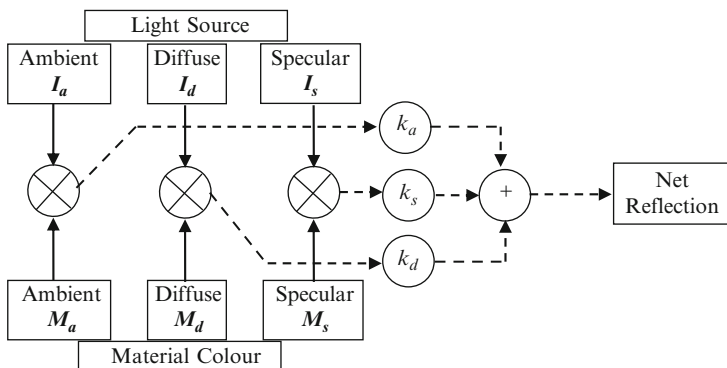 Light Source
Ambient
Diffuse
Specular
I_a
I_d
I_s
k_a
k_s
+
Net
Reflection
k_d
Ambient
Diffuse
Specular
M_a
M_d
M_s
Material Colour